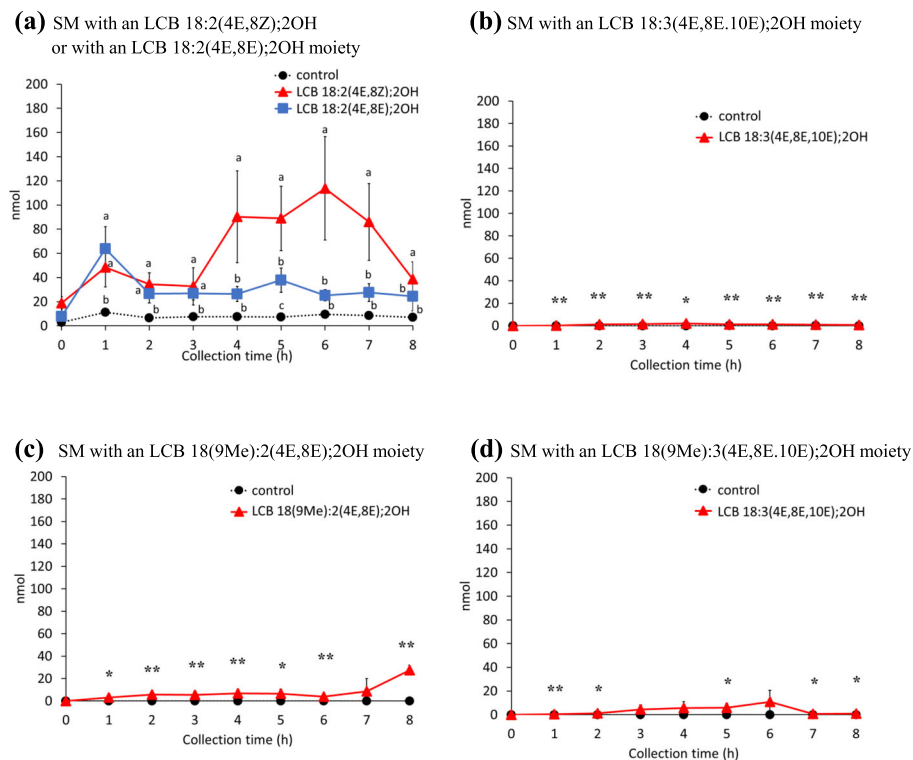 (a) SM with an LCB 18:2(4E,8Z);2OH
or with an LCB 18:2(4E,8E);2OH moiety
control
LCB 18:2(4E,8Z);2OH
LCB 18:2(4E,8E);2OH
200
180
160
140
120
100
80
60
40
20
0
nmol
a
a
b
a
a
b
a
a
b
a
b
b
a
b
c
a
b
b
a
b
b
a
b
b
0 1 2 3 4 5 6 7 8
Collection time (h)
(b) SM with an LCB 18:3(4E,8E.10E);2OH
control
LCB 18:3(4E,8E,10E);2OH
200
180
160
140
120
100
80
60
40
20
0
nmol
** ** ** * ** ** ** **
0 1 2 3 4 5 6 7 8
Collection time (h)
(c) SM with an LCB 18(9Me):2(4E,8E);2OH moiety
control
LCB 18(9Me):2(4E,8E);2OH
200
180
160
140
120
100
80
60
40
20
0
nmol
* ** ** ** * ** **
0 1 2 3 4 5 6 7 8
Collection time (h)
(d) SM with an LCB 18(9Me):3(4E,8E.10E);2OH moiety
control
LCB 18:3(4E,8E,10E);2OH
200
180
160
140
120
100
80
60
40
20
0
nmol
** * * * *
0 1 2 3 4 5 6 7 8
Collection time (h)